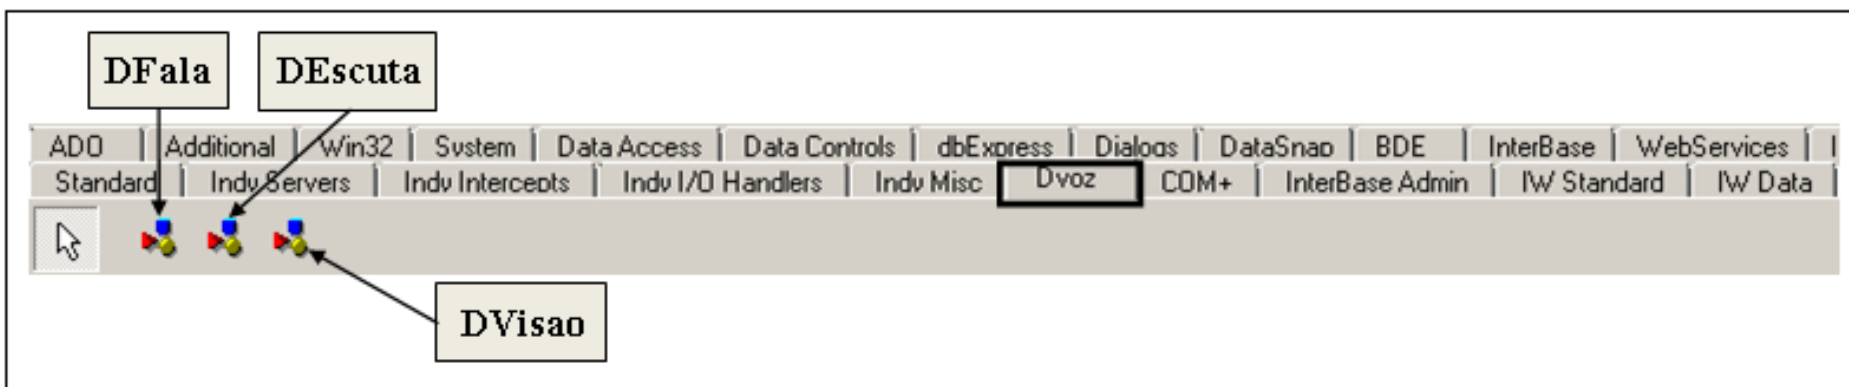 DFala DEscuta
ADO Additional Win32 System Data Access Data Controls dbExpress Dialogs DataSnap BDE InterBase WebServices
Standard Indy Servers Indy Intercepts Indy I/O Handlers Indy Misc Dvoz COM+ InterBase Admin IW Standard IW Data
DVisao